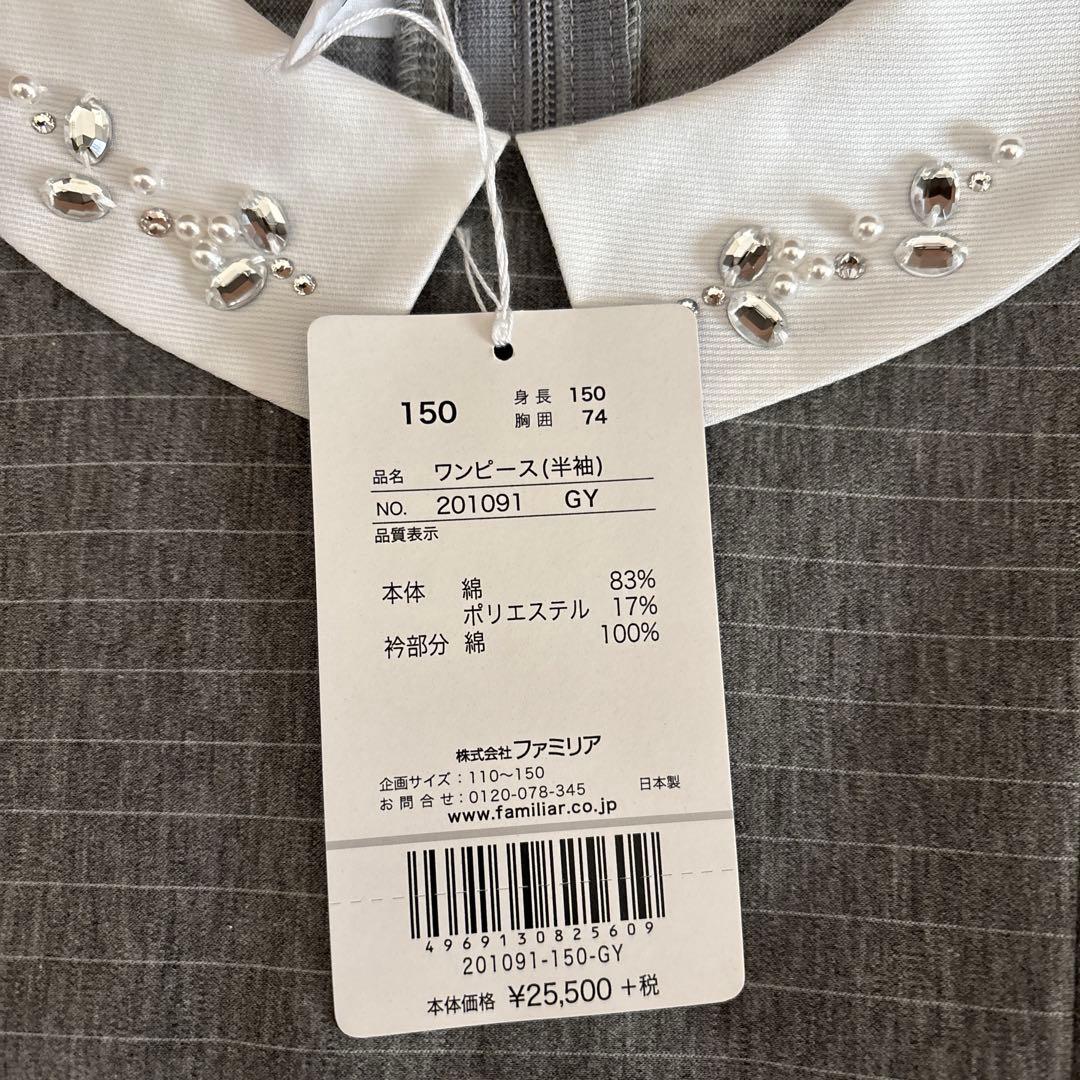 150 身長 150
胸囲 74
品名 ワンピース(半袖)
NO. 201091 GY
品質表示
本体 綿 83%
ポリエステル 17%
衿部分 綿 100%
株式会社ファミリア
企画サイズ:110〜150
お問合せ:0120-078-345 日本製
www.familiar.co.jp
4969130825609
201091-150-GY
本体価格 ¥25,500+税